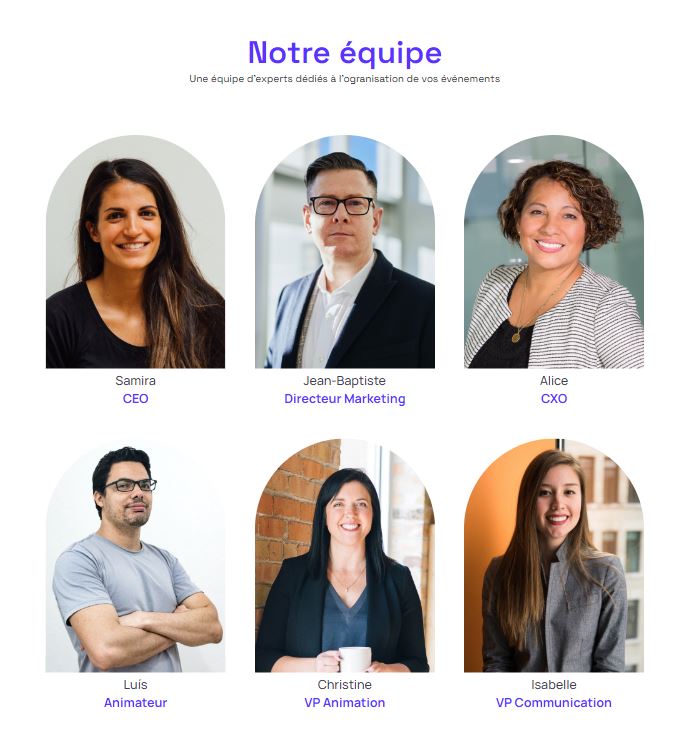 Notre équipe
Une équipe d'experts dédiés à l'ogranisation de vos événements
Samira
Jean-Baptiste
Alice
CEO
Directeur Marketing
CXO
Luís
Christine
Isabelle
Animateur
VP Animation
VP Communication